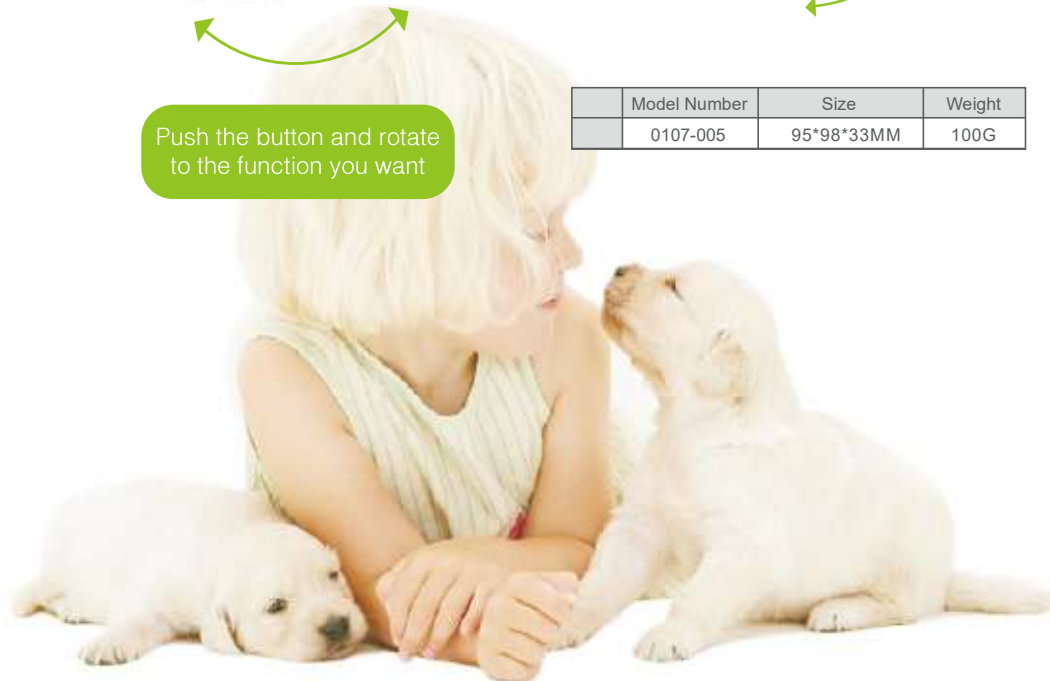 Push the button and rotate
to the function you want
Model Number Size Weight
0107-005 95*98*33MM 100G